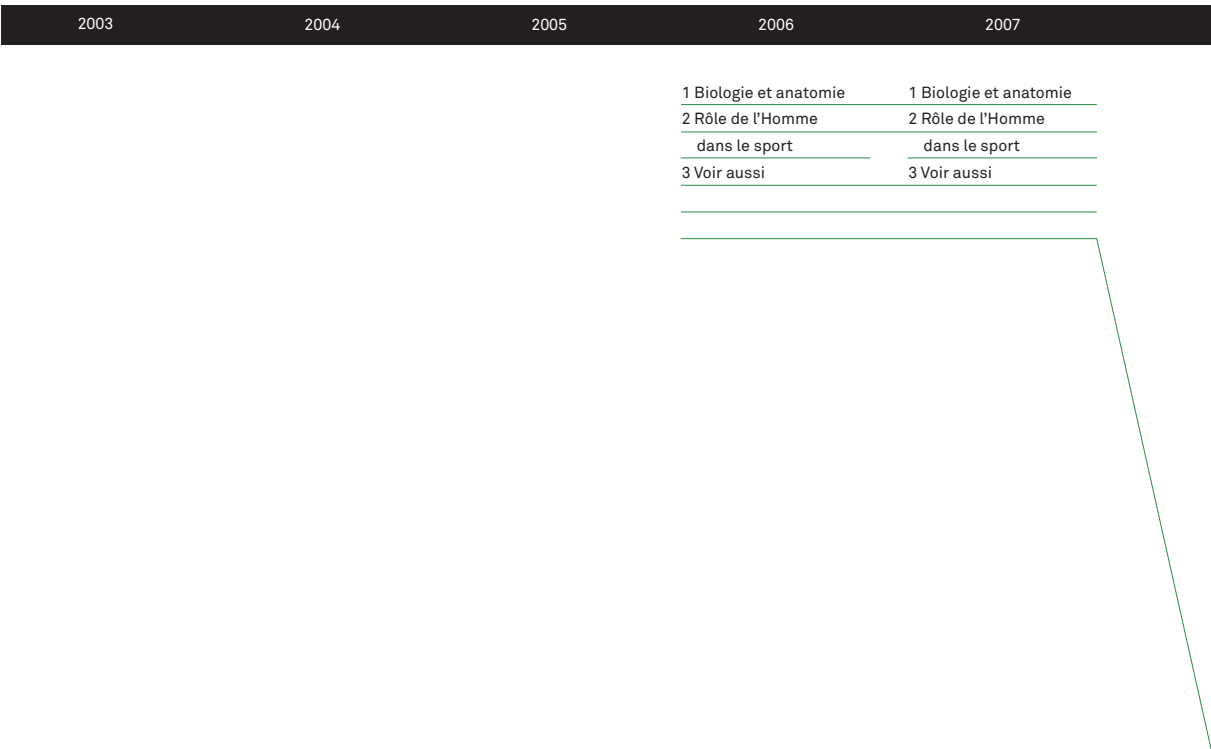 2003 2004 2005 2006 2007
1 Biologie et anatomie
2 Rôle de l’Homme
dans le sport
3 Voir aussi
1 Biologie et anatomie
2 Rôle de l’Homme
dans le sport
3 Voir aussi